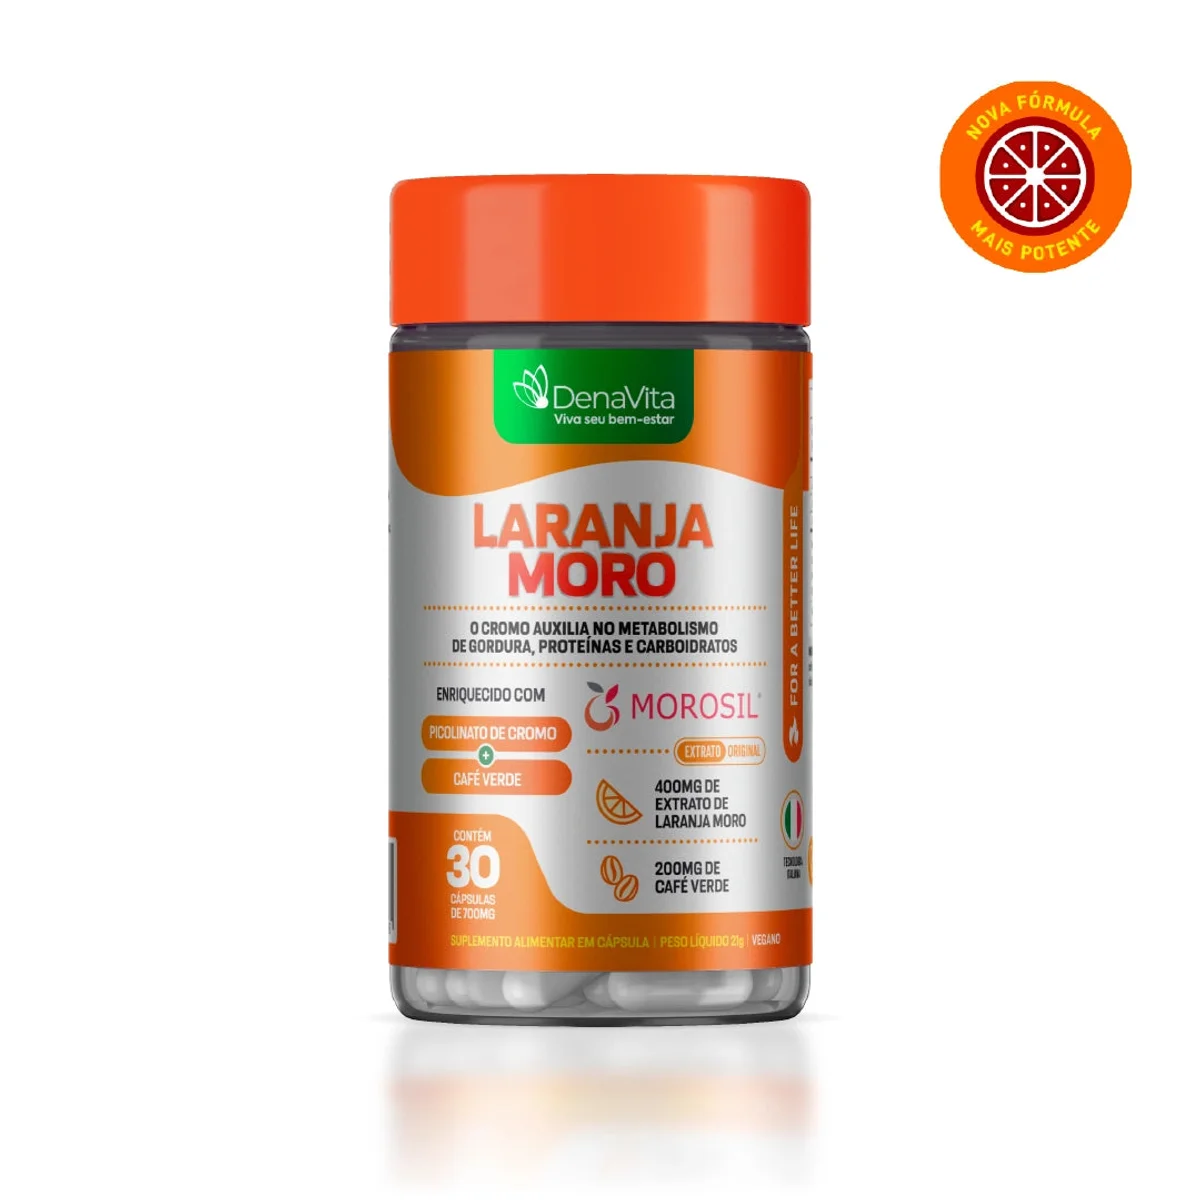 NOVA FÓRMULA
MAIS POTENTE
DenaVita
Viva seu bem-estar
LARANJA
MORO
O CROMO AUXILIA NO METABOLISMO
DE GORDURA, PROTEÍNAS E CARBOIDRATOS
ENRIQUECIDO COM
PICOLINATO DE CROMO
+
CAFÉ VERDE
MOROSIL®
EXTRATO ORIGINAL
400MG DE
EXTRATO DE
LARANJA MORO
200MG DE
CAFÉ VERDE
CONTÉM
30
CÁPSULAS
DE 700MG
SUPLEMENTO ALIMENTAR EM CÁPSULA | PESO LÍQUIDO 21g | VEGANO
FOR A BETTER LIFE
TECNOLOGIA
ITALIANA